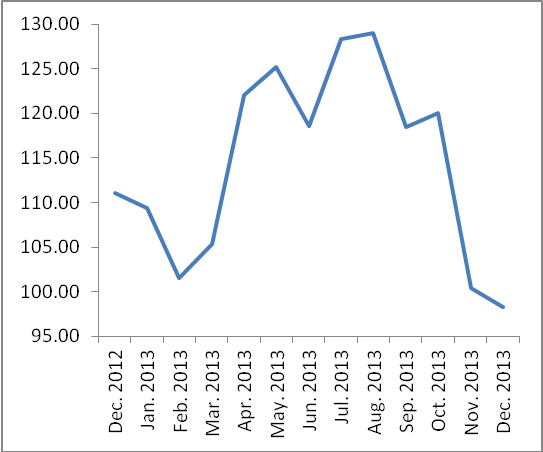 130.00
125.00
120.00
115.00
110.00
105.00
100.00
95.00
Dec. 2012
Jan. 2013
Feb. 2013
Mar. 2013
Apr. 2013
May. 2013
Jun. 2013
Jul. 2013
Aug. 2013
Sep. 2013
Oct. 2013
Nov. 2013
Dec. 2013